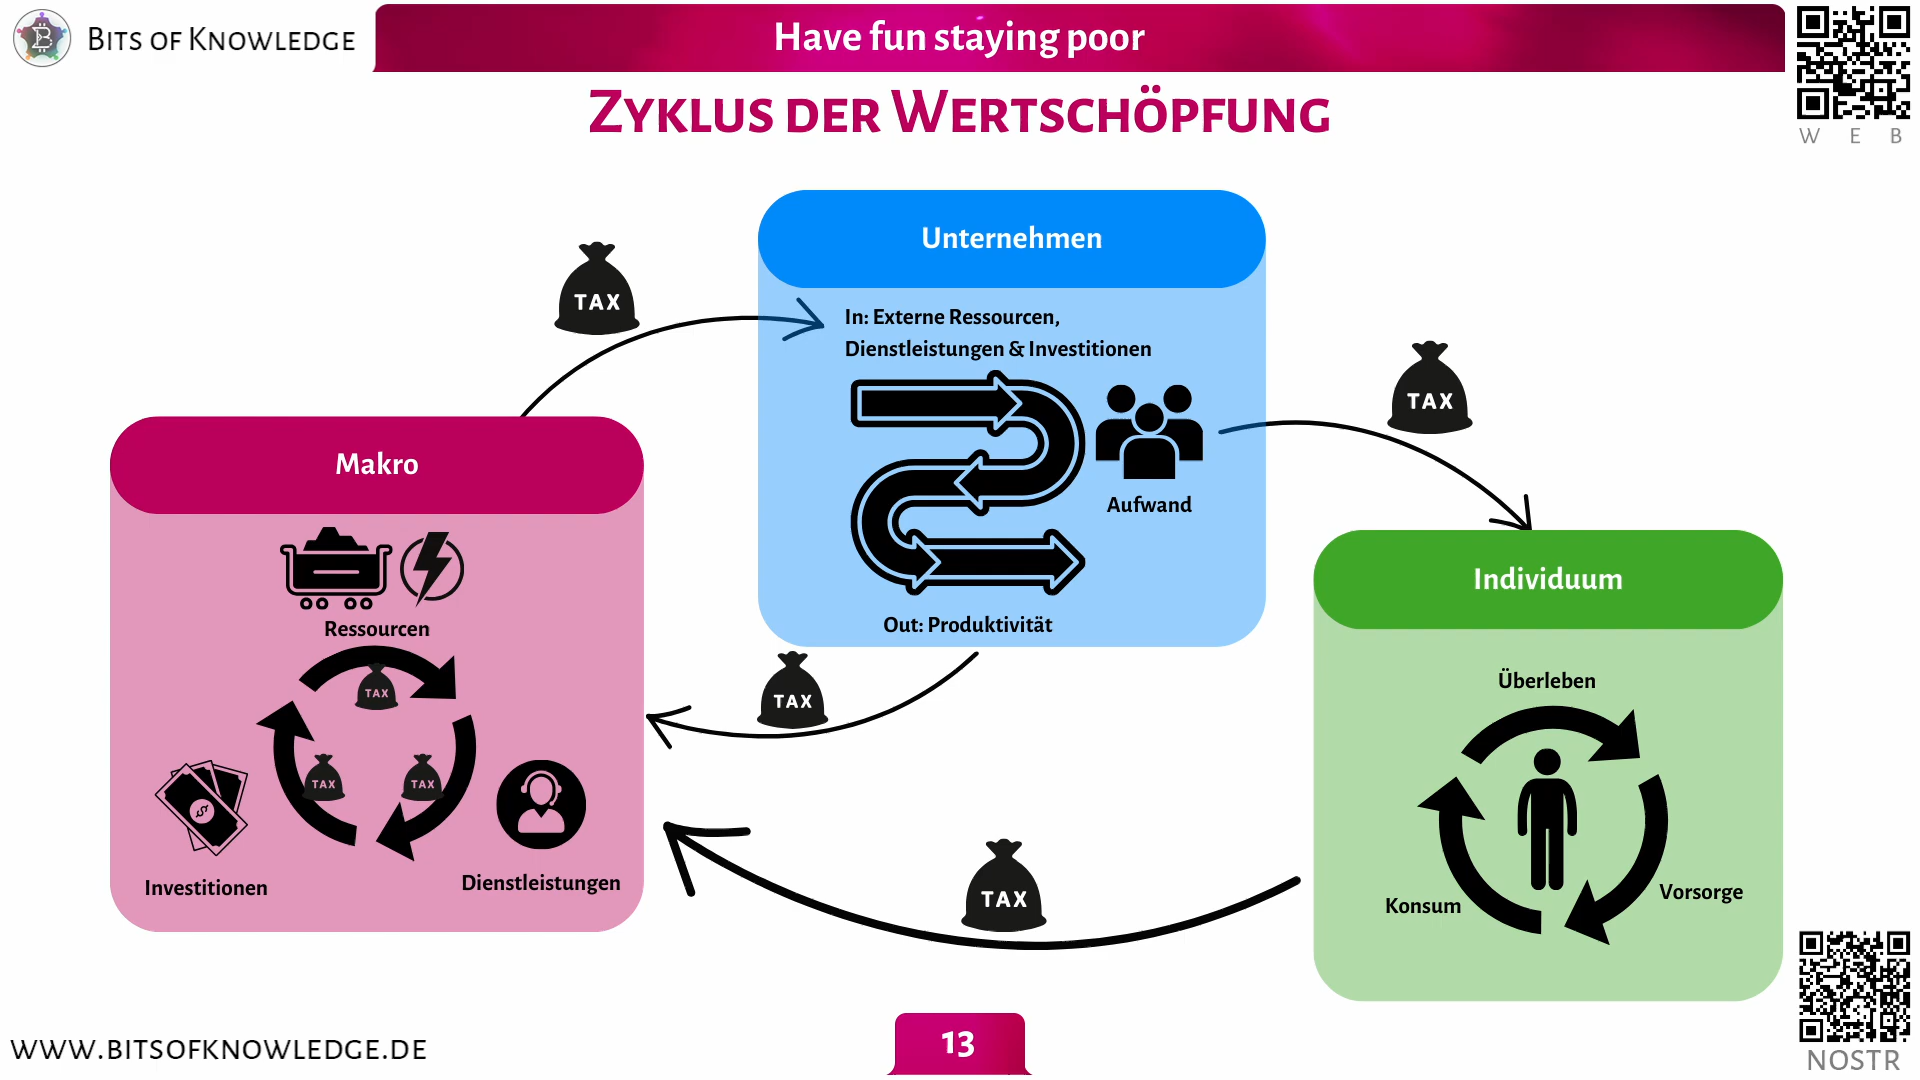 BITS OF KNOWLEDGE
Have fun staying poor
ZYKLUS DER WERTSCHÖPFUNG
WEB
Unternehmen
TAX
In: Externe Ressourcen,
Dienstleistungen & Investitionen
TAX
Aufwand
Out: Produktivität
Makro
Ressourcen
TAX
TAX
TAX
Investitionen
Dienstleistungen
TAX
Individuum
Überleben
Konsum
Vorsorge
TAX
WWW.BITSOFKNOWLEDGE.DE
13
NOSTR